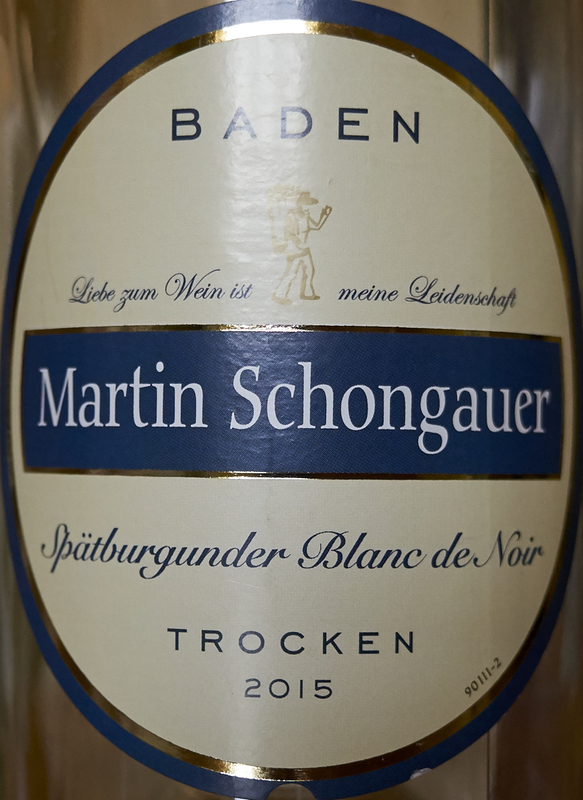 BADEN
Liebe zum Wein ist meine Leidenschaft
Martin Schongauer
Spätburgunder Blanc de Noir
TROCKEN
2015
90111-2